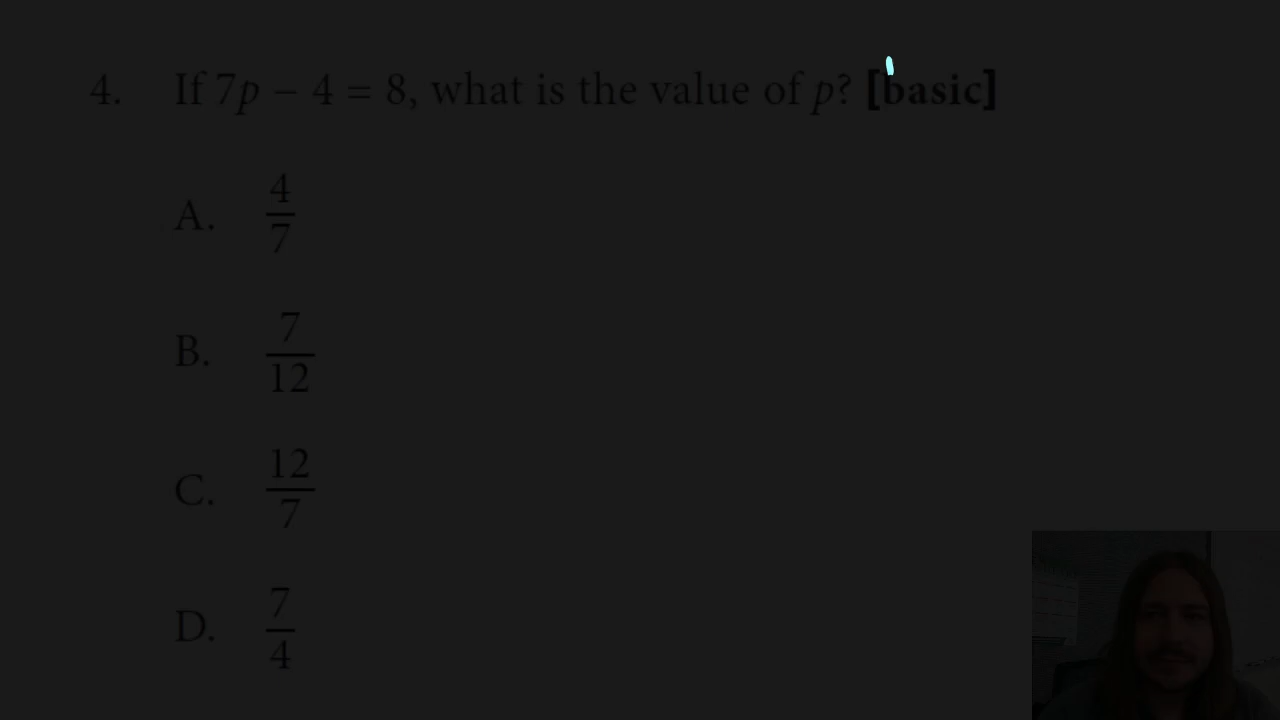 4. If 7p − 4 = 8, what is the value of p? [basic]
A. 4/7
B. 7/12
C. 12/7
D. 7/4